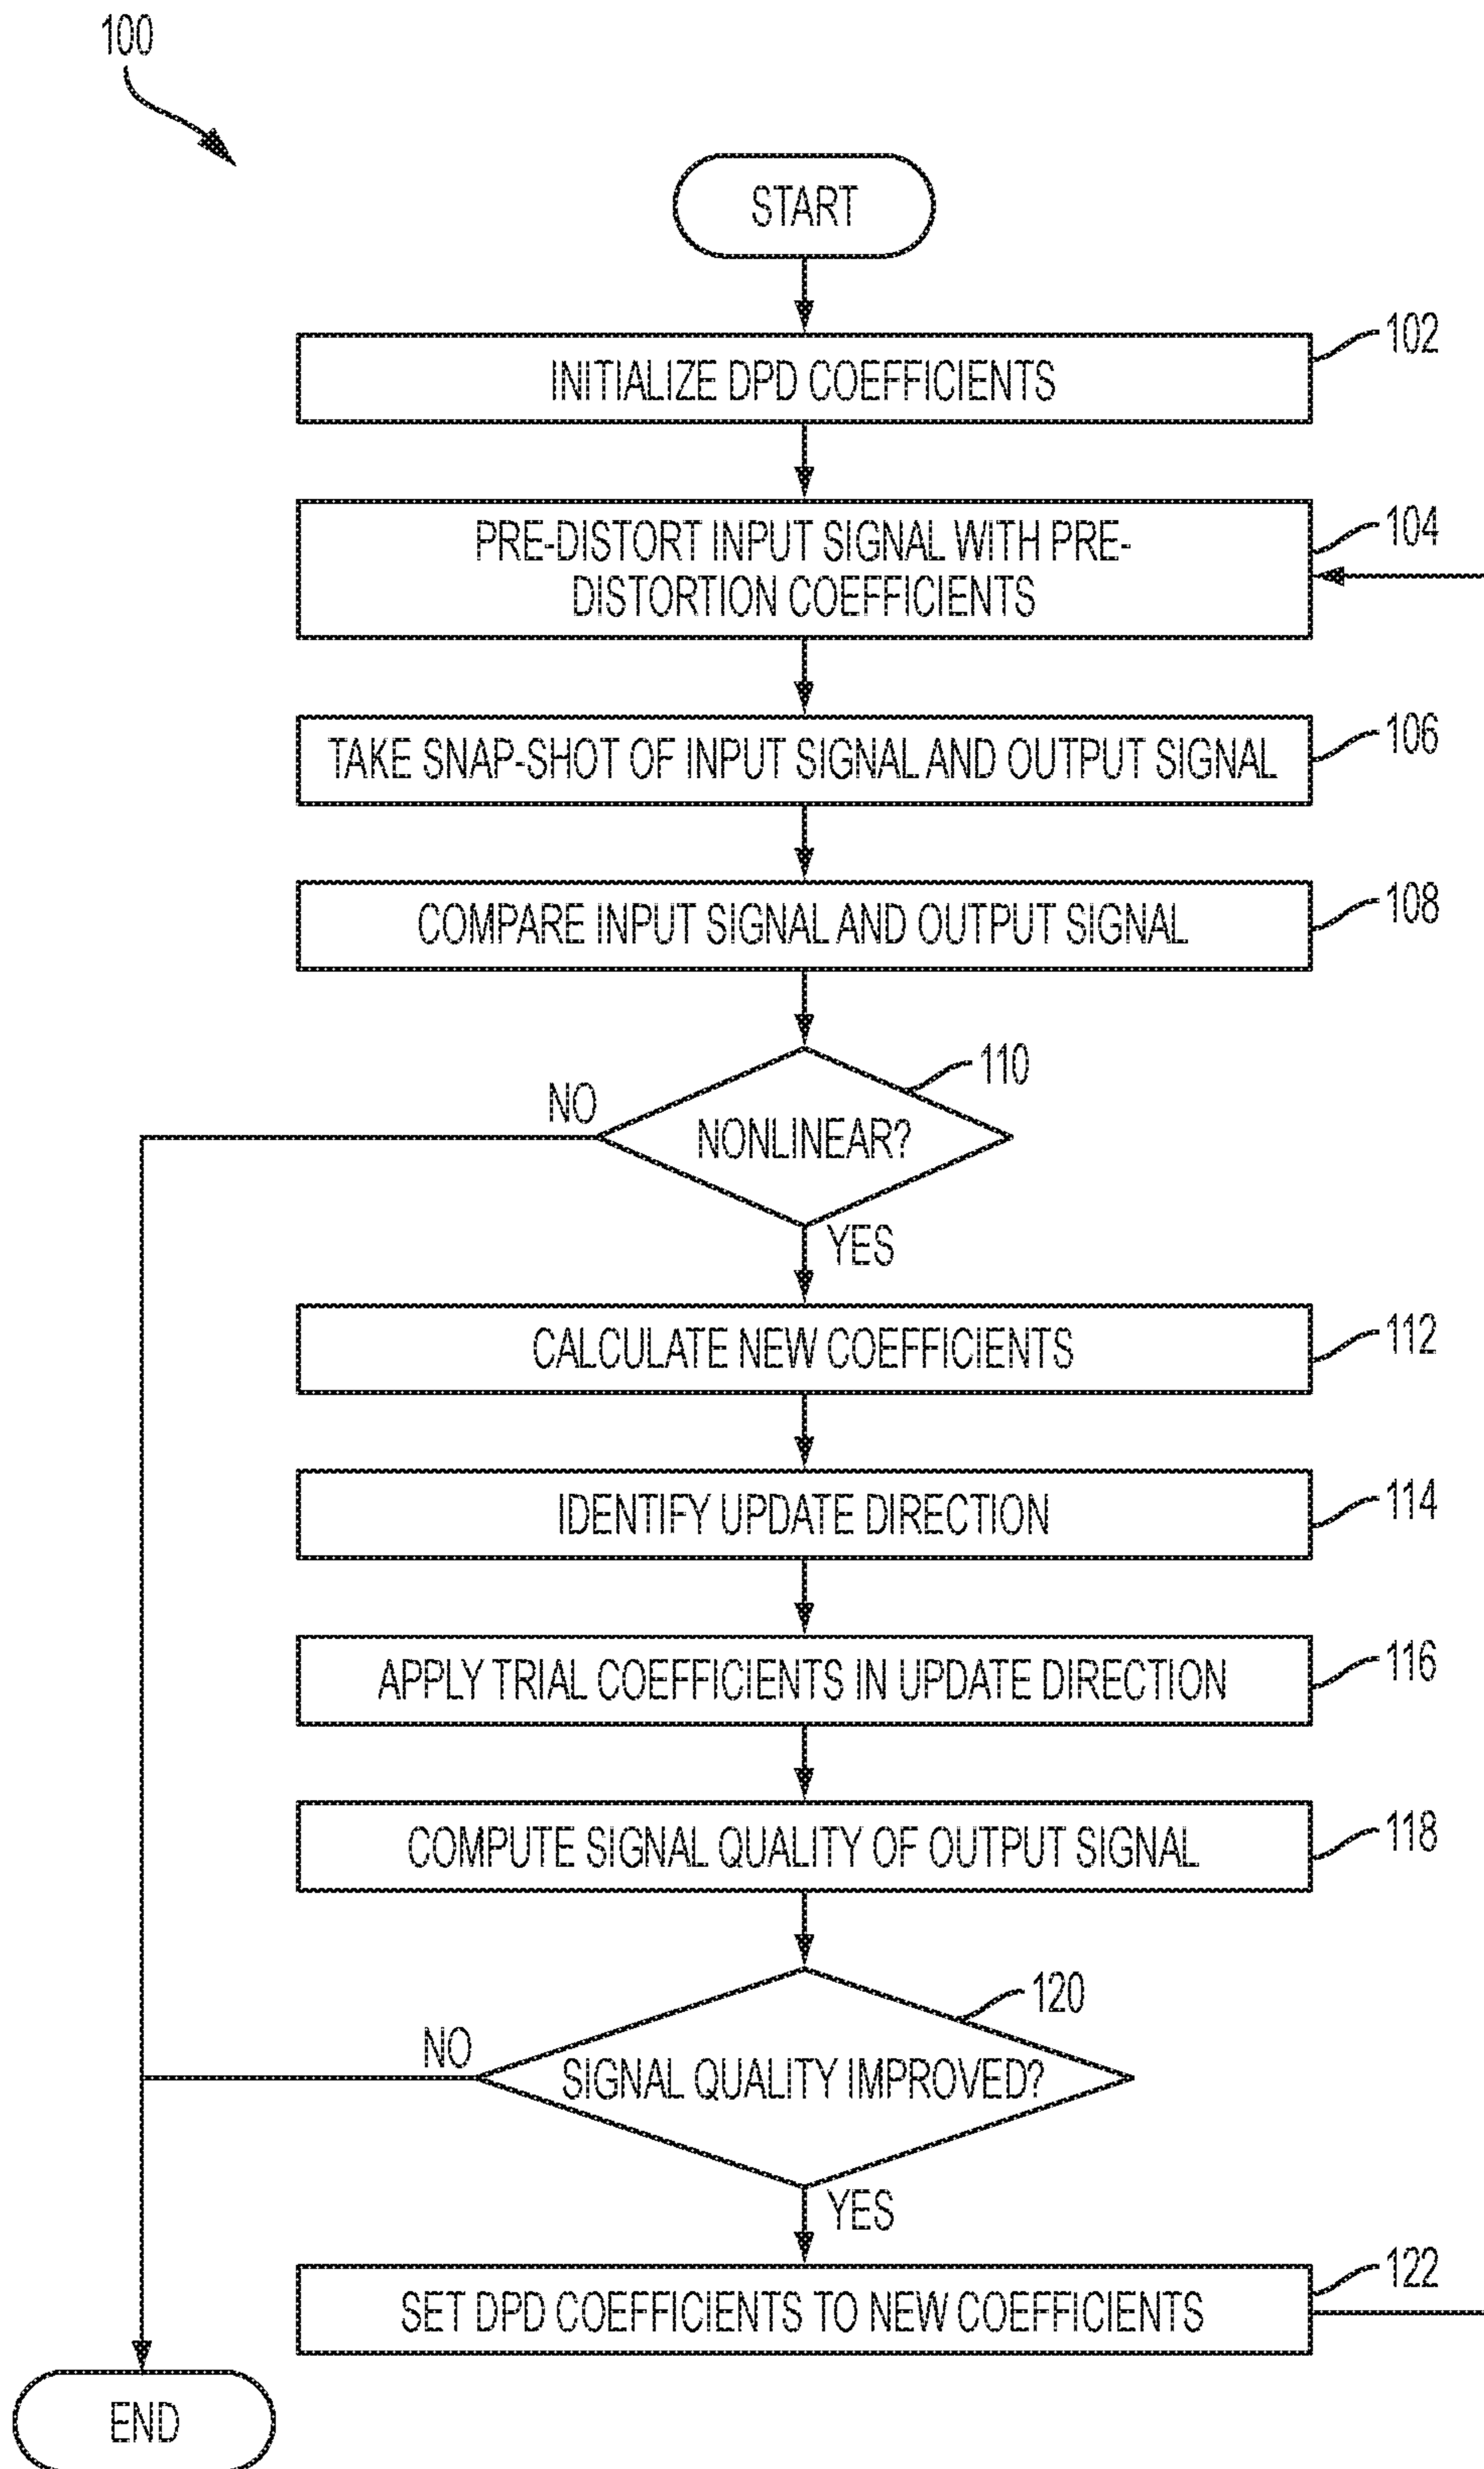 100
START
INITIALIZE DPD COEFFICIENTS
102
PRE-DISTORT INPUT SIGNAL WITH PRE-
DISTORTION COEFFICIENTS
104
TAKE SNAP-SHOT OF INPUT SIGNAL AND OUTPUT SIGNAL
106
COMPARE INPUT SIGNAL AND OUTPUT SIGNAL
108
110
NO
NONLINEAR?
YES
CALCULATE NEW COEFFICIENTS
112
IDENTIFY UPDATE DIRECTION
114
APPLY TRIAL COEFFICIENTS IN UPDATE DIRECTION
116
COMPUTE SIGNAL QUALITY OF OUTPUT SIGNAL
118
120
NO
SIGNAL QUALITY IMPROVED?
YES
SET DPD COEFFICIENTS TO NEW COEFFICIENTS
122
END